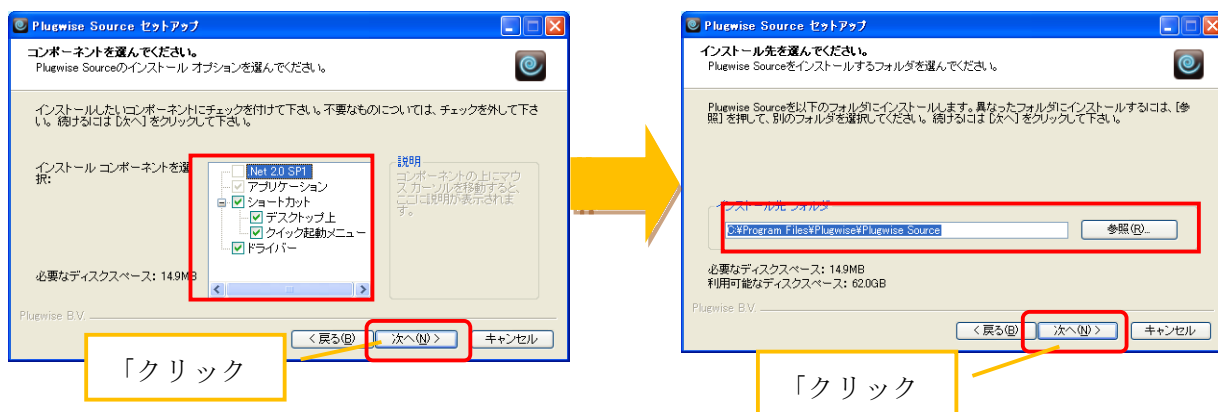 Plugwise Source セットアップ
コンポーネントを選んでください。
Plugwise Sourceのインストール オプションを選んでください。
インストールしたいコンポーネントにチェックを付けて下さい。不要なものについては、チェックを外して下さ
い。 続けるには [次へ] をクリックして下さい。
インストール コンポーネントを選
択:
.Net 2.0 SP1
アプリケーション
ショートカット
デスクトップ上
クイック起動メニュー
ドライバー
説明
コンポーネントの上にマウ
ス カーソルを移動すると、
ここに説明が表示されま
す。
必要なディスクスペース: 14.9MB
Plugwise B.V.
< 戻る(B)
次へ(N) >
キャンセル
「クリック
Plugwise Source セットアップ
インストール先を選んでください。
Plugwise Sourceをインストールするフォルダを選んでください。
Plugwise Sourceを以下のフォルダにインストールします。異なったフォルダにインストールするには、[参
照] を押して、別のフォルダを選択してください。 続けるには [次へ] をクリックして下さい。
インストール先 フォルダ
C:¥Program Files¥Plugwise¥Plugwise Source
参照(R)...
必要なディスクスペース: 14.9MB
利用可能なディスクスペース: 62.0GB
Plugwise B.V.
< 戻る(B)
次へ(N) >
キャンセル
「クリック